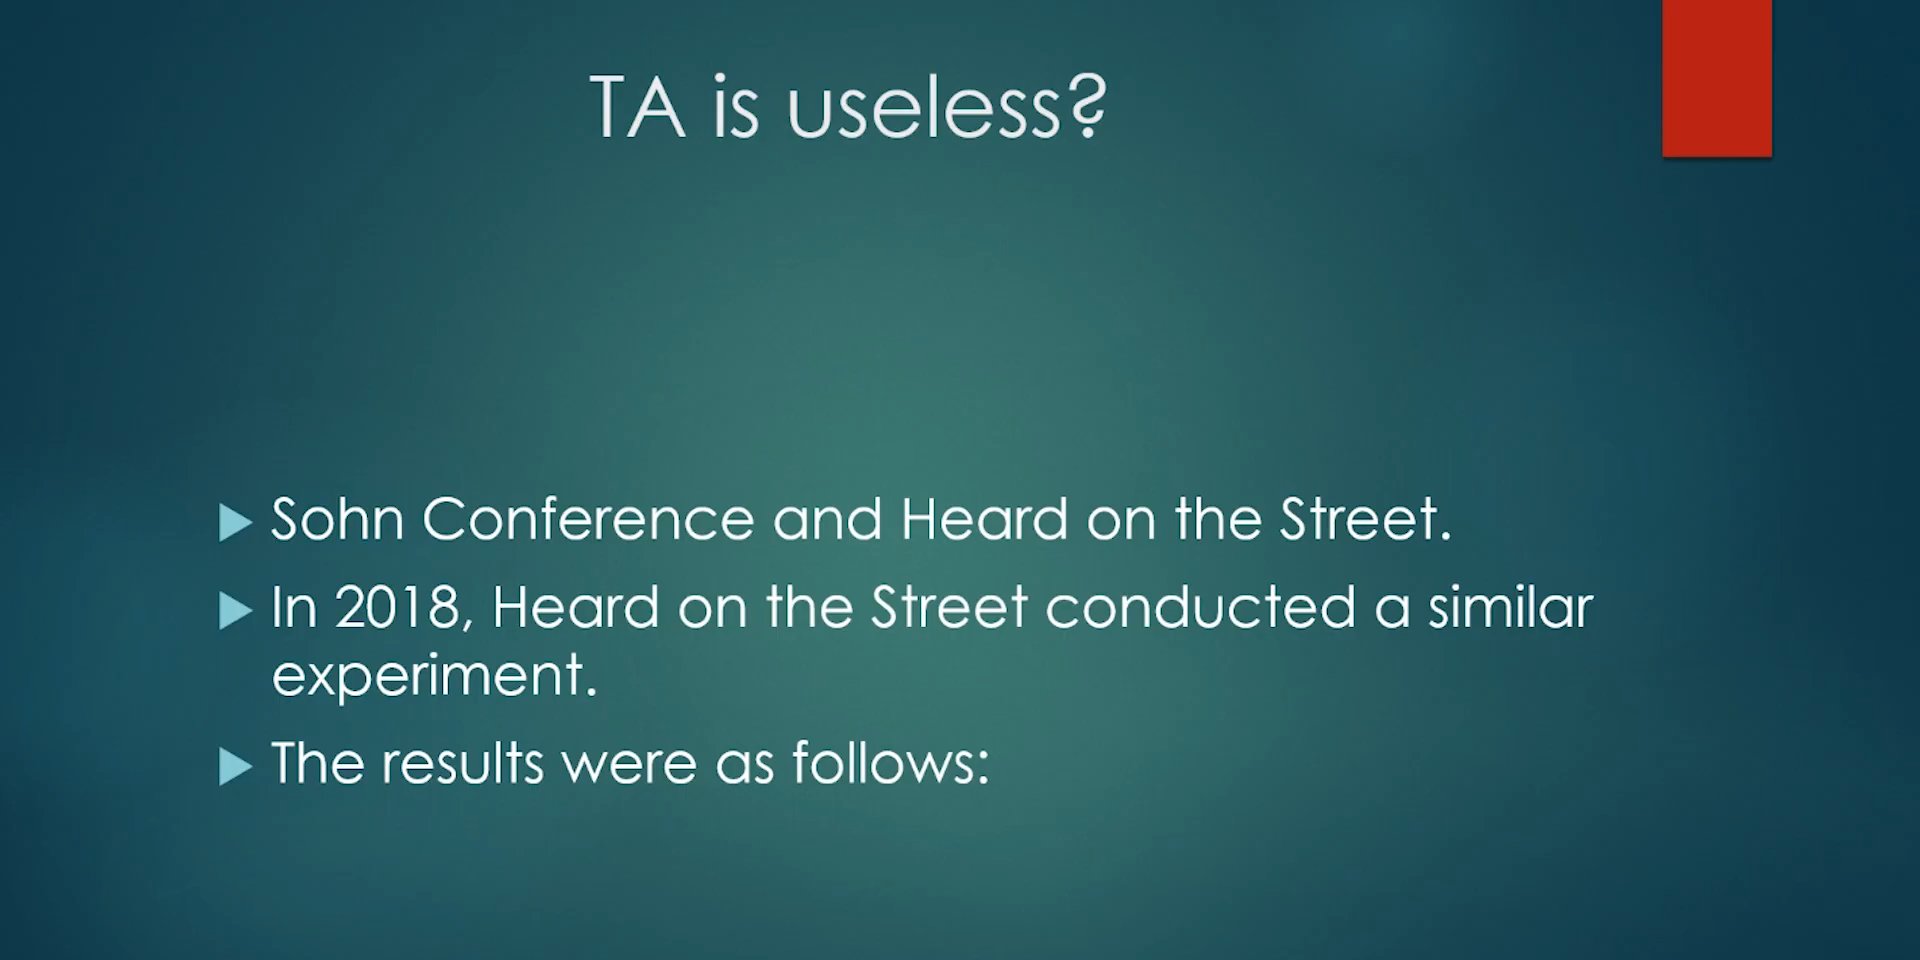 TA is useless?
Sohn Conference and Heard on the Street.
In 2018, Heard on the Street conducted a similar
experiment.
The results were as follows: